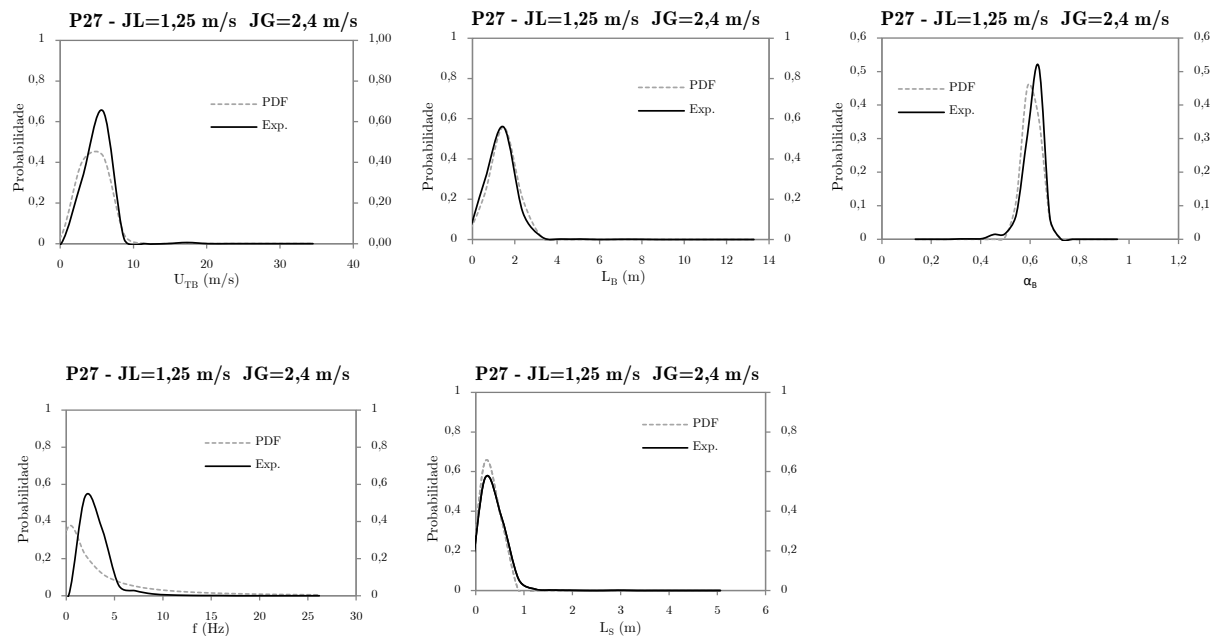 P27 - JL=1,25 m/s JG=2,4 m/s
1 1,00
0,8 0,80
0,6 0,60
0,4 0,40
0,2 0,20
0 0,00
0 10 20 30 40
Probabilidade
U_TB (m/s)
PDF
Exp.
P27 - JL=1,25 m/s JG=2,4 m/s
1 1
0,8 0,8
0,6 0,6
0,4 0,4
0,2 0,2
0 0
0 2 4 6 8 10 12 14
Probabilidade
L_B (m)
PDF
Exp.
P27 - JL=1,25 m/s JG=2,4 m/s
0,6 0,6
0,5 0,5
0,4 0,4
0,3 0,3
0,2 0,2
0,1 0,1
0 0
0 0,2 0,4 0,6 0,8 1 1,2
Probabilidade
α_B
PDF
Exp.
P27 - JL=1,25 m/s JG=2,4 m/s
1 1
0,8 0,8
0,6 0,6
0,4 0,4
0,2 0,2
0 0
0 5 10 15 20 25 30
Probabilidade
f (Hz)
PDF
Exp.
P27 - JL=1,25 m/s JG=2,4 m/s
1 1
0,8 0,8
0,6 0,6
0,4 0,4
0,2 0,2
0 0
0 1 2 3 4 5 6
Probabilidade
L_S (m)
PDF
Exp.